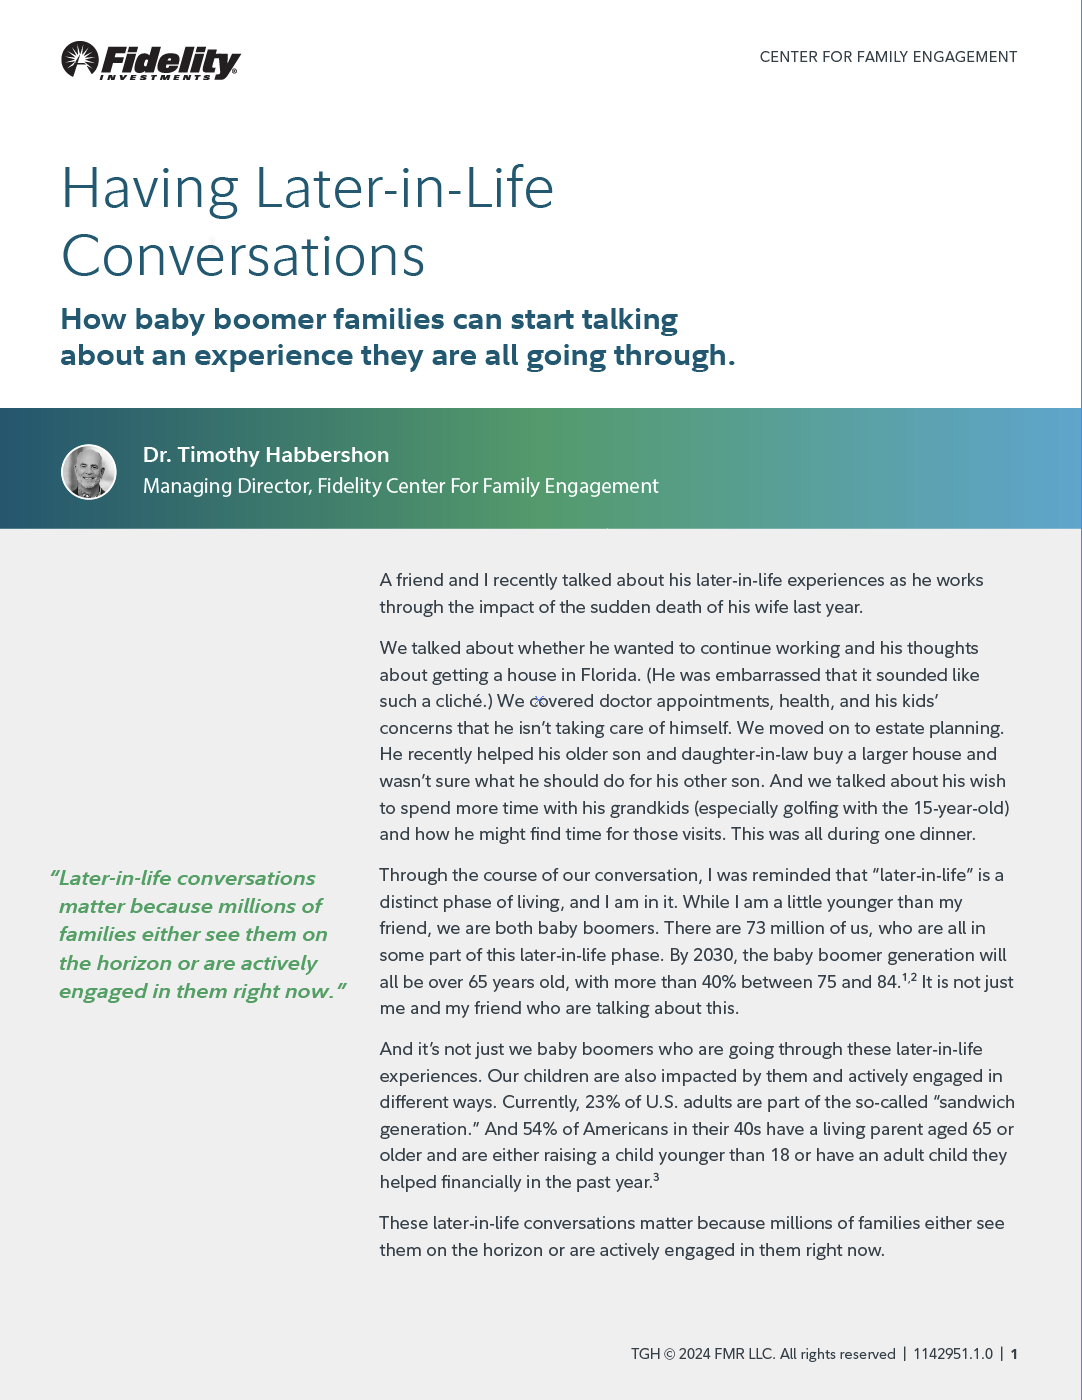 Fidelity
INVESTMENTS®
CENTER FOR FAMILY ENGAGEMENT
Having Later-in-Life
Conversations
How baby boomer families can start talking
about an experience they are all going through.
Dr. Timothy Habbershon
Managing Director, Fidelity Center For Family Engagement
A friend and I recently talked about his later-in-life experiences as he works
through the impact of the sudden death of his wife last year.
We talked about whether he wanted to continue working and his thoughts
about getting a house in Florida. (He was embarrassed that it sounded like
such a cliché.) We covered doctor appointments, health, and his kids’
concerns that he isn’t taking care of himself. We moved on to estate planning.
He recently helped his older son and daughter-in-law buy a larger house and
wasn’t sure what he should do for his other son. And we talked about his wish
to spend more time with his grandkids (especially golfing with the 15-year-old)
and how he might find time for those visits. This was all during one dinner.
“Later-in-life conversations
matter because millions of
families either see them on
the horizon or are actively
engaged in them right now.”
Through the course of our conversation, I was reminded that “later-in-life” is a
distinct phase of living, and I am in it. While I am a little younger than my
friend, we are both baby boomers. There are 73 million of us, who are all in
some part of this later-in-life phase. By 2030, the baby boomer generation will
all be over 65 years old, with more than 40% between 75 and 84.¹,² It is not just
me and my friend who are talking about this.
And it’s not just we baby boomers who are going through these later-in-life
experiences. Our children are also impacted by them and actively engaged in
different ways. Currently, 23% of U.S. adults are part of the so-called “sandwich
generation.” And 54% of Americans in their 40s have a living parent aged 65 or
older and are either raising a child younger than 18 or have an adult child they
helped financially in the past year.³
These later-in-life conversations matter because millions of families either see
them on the horizon or are actively engaged in them right now.
TGH © 2024 FMR LLC. All rights reserved | 1142951.1.0 | 1